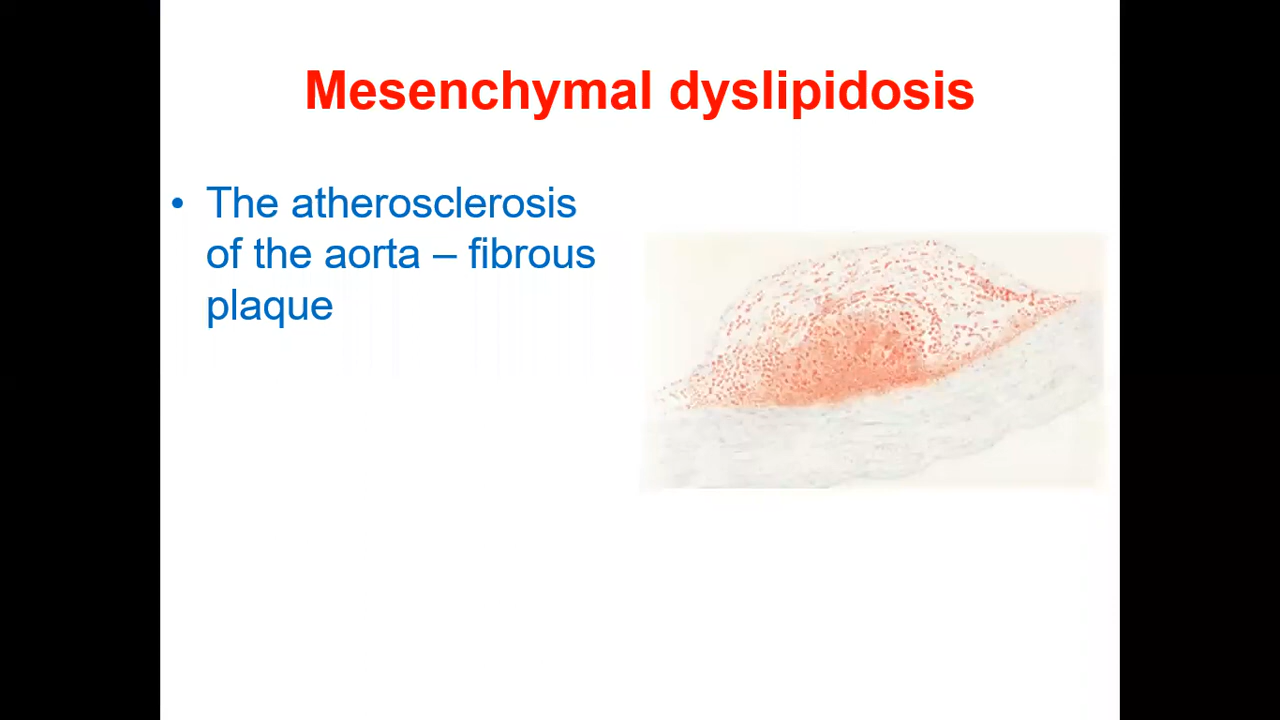 Mesenchymal dyslipidosis
• The atherosclerosis
of the aorta – fibrous
plaque